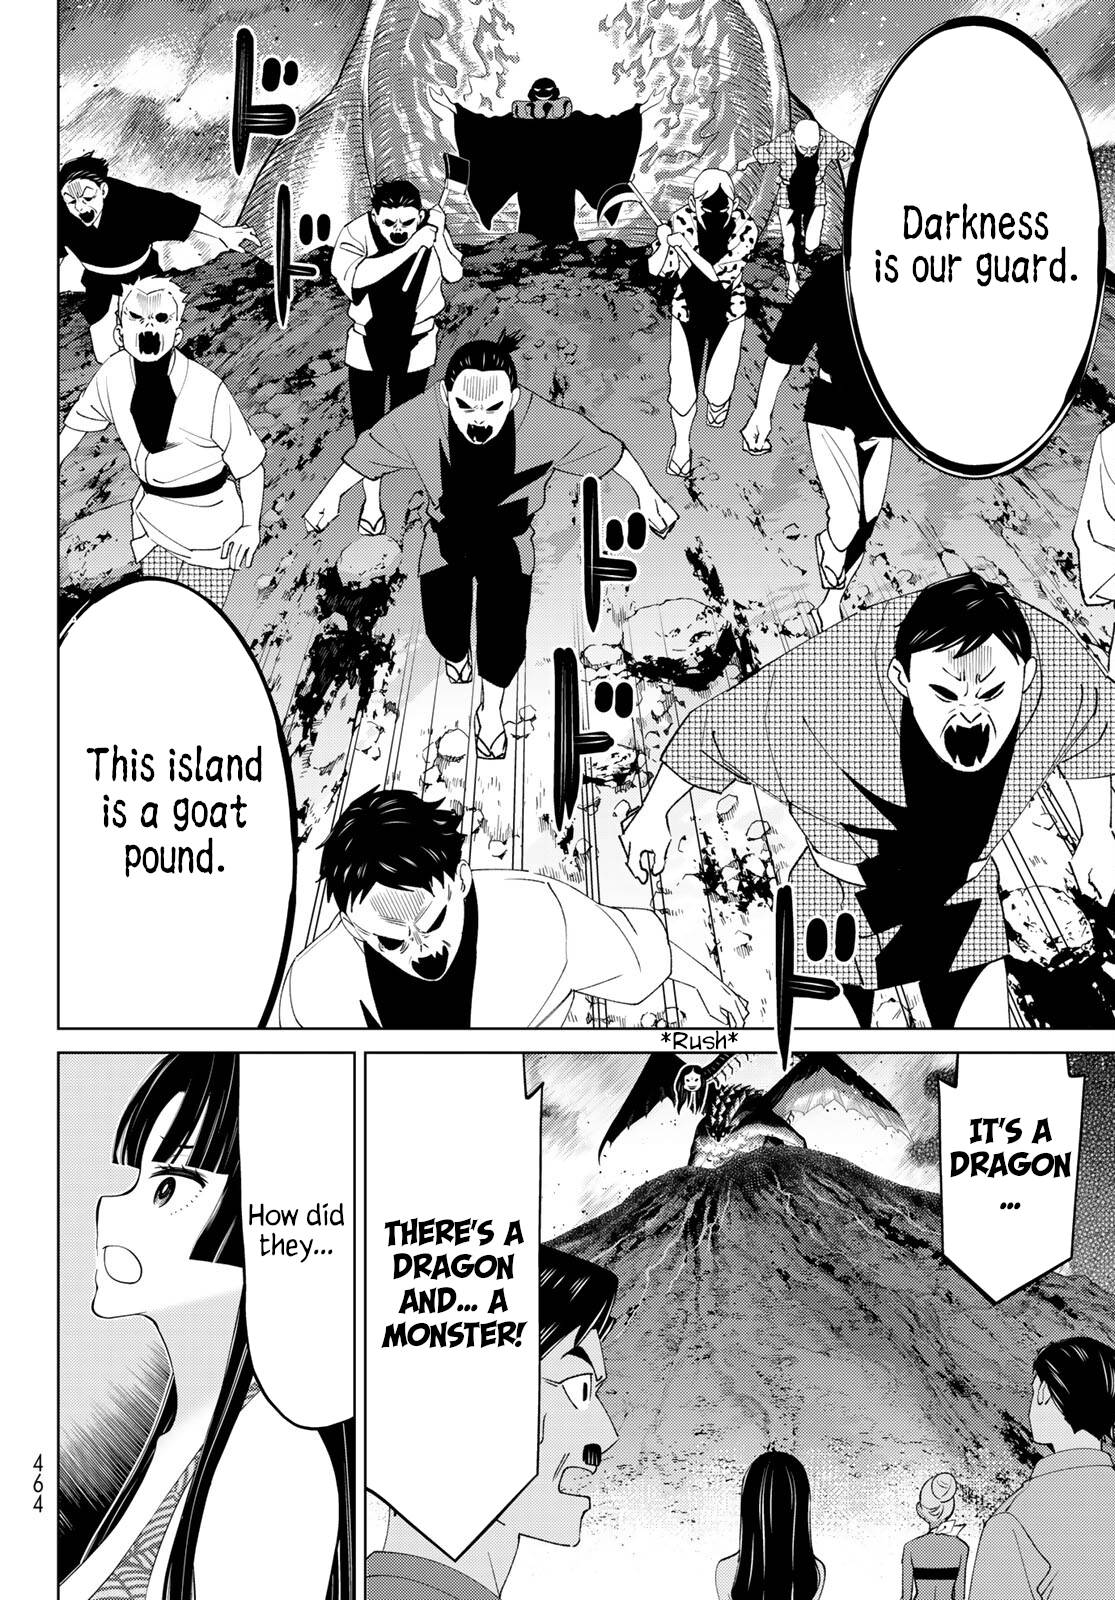 Darkness
is our guard.
ド
ド
ド
ド
ド
This island
is a goat
pound.
*Rush*
IT'S A
DRAGON
...
THERE'S A
DRAGON
AND... A
MONSTER!
How did
they...
464